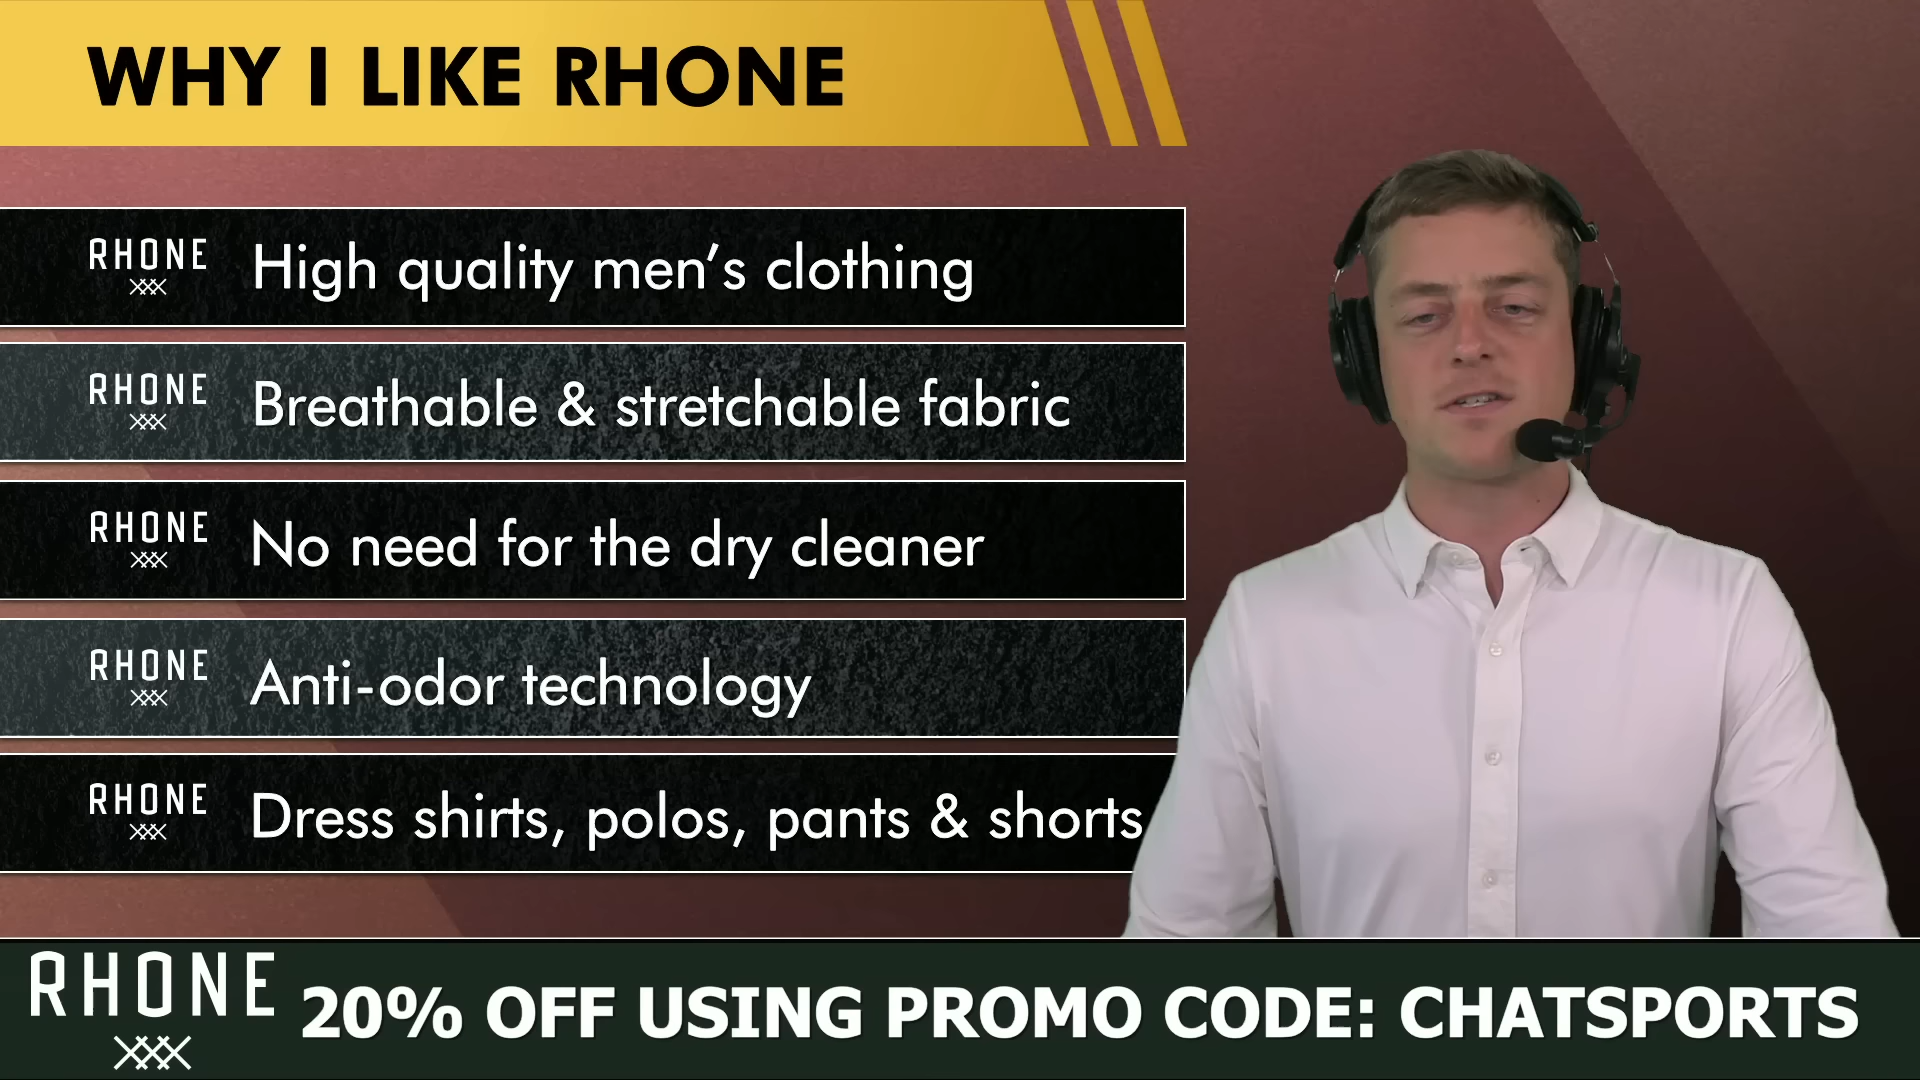 WHY I LIKE RHONE
RHONE
High quality men's clothing
RHONE
Breathable & stretchable fabric
RHONE
No need for the dry cleaner
RHONE
Anti-odor technology
RHONE
Dress shirts, polos, pants & shorts
RHONE
20% OFF USING PROMO CODE: CHATSPORTS